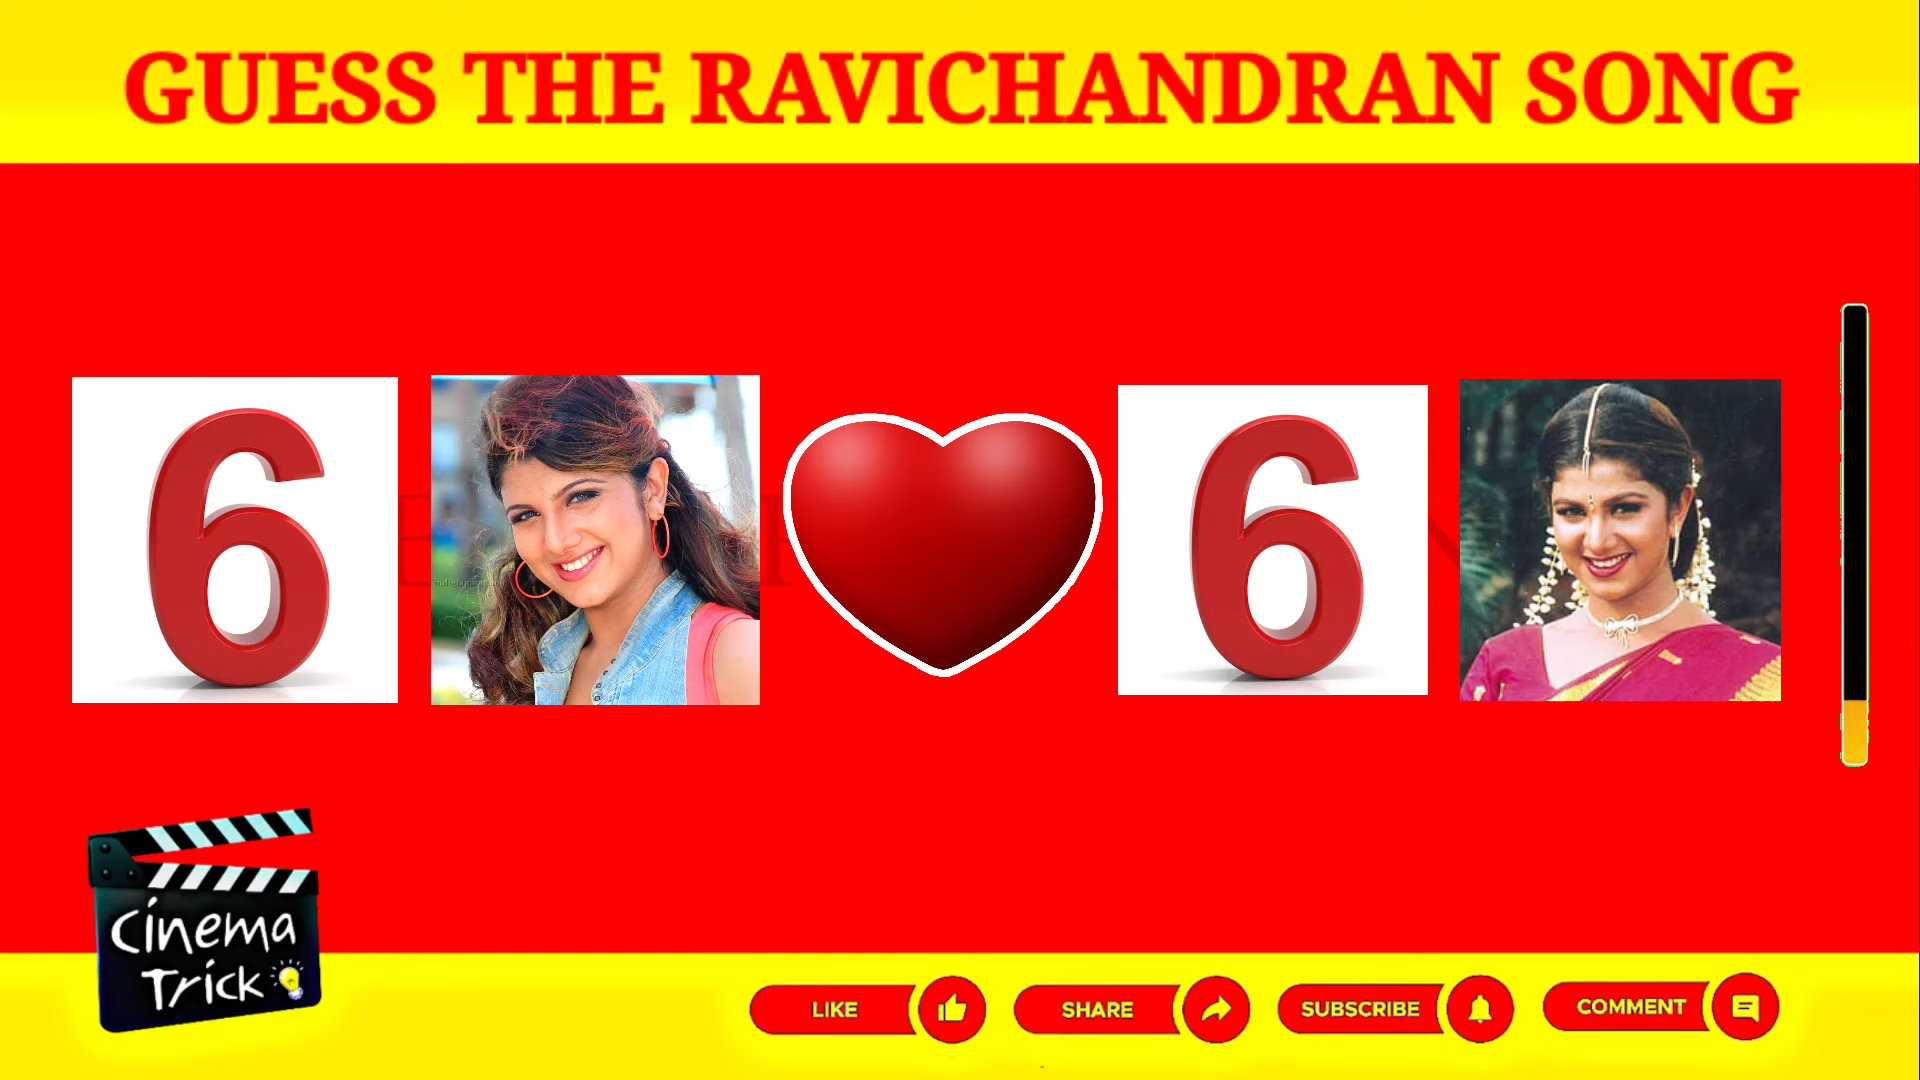 GUESS THE RAVICHANDRAN SONG
6
6
Cinema
Trick
LIKE
SHARE
SUBSCRIBE
COMMENT